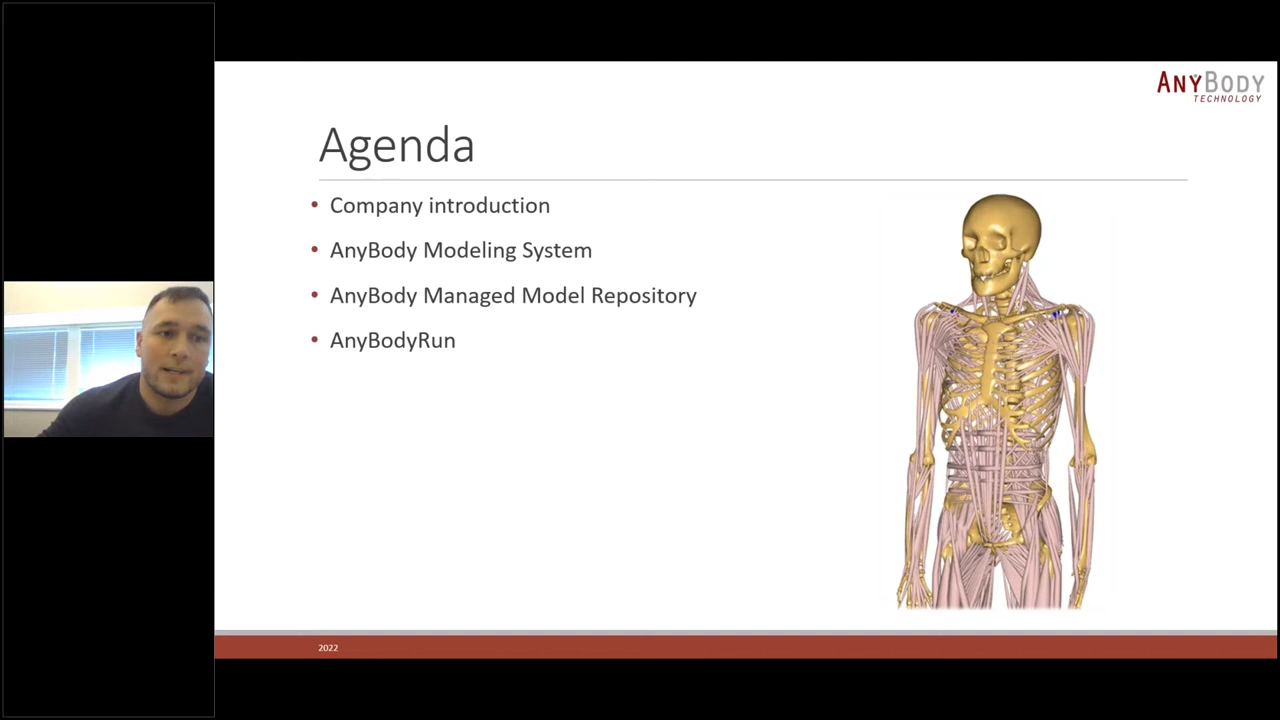 ANYBODY
TECHNOLOGY
Agenda
• Company introduction
• AnyBody Modeling System
• AnyBody Managed Model Repository
• AnyBodyRun
2022